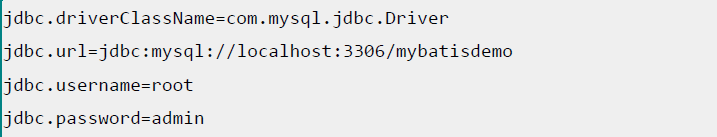 jdbc.driverClassName=com.mysql.jdbc.Driver
jdbc.url=jdbc:mysql://localhost:3306/mybatisdemo
jdbc.username=root
jdbc.password=admin